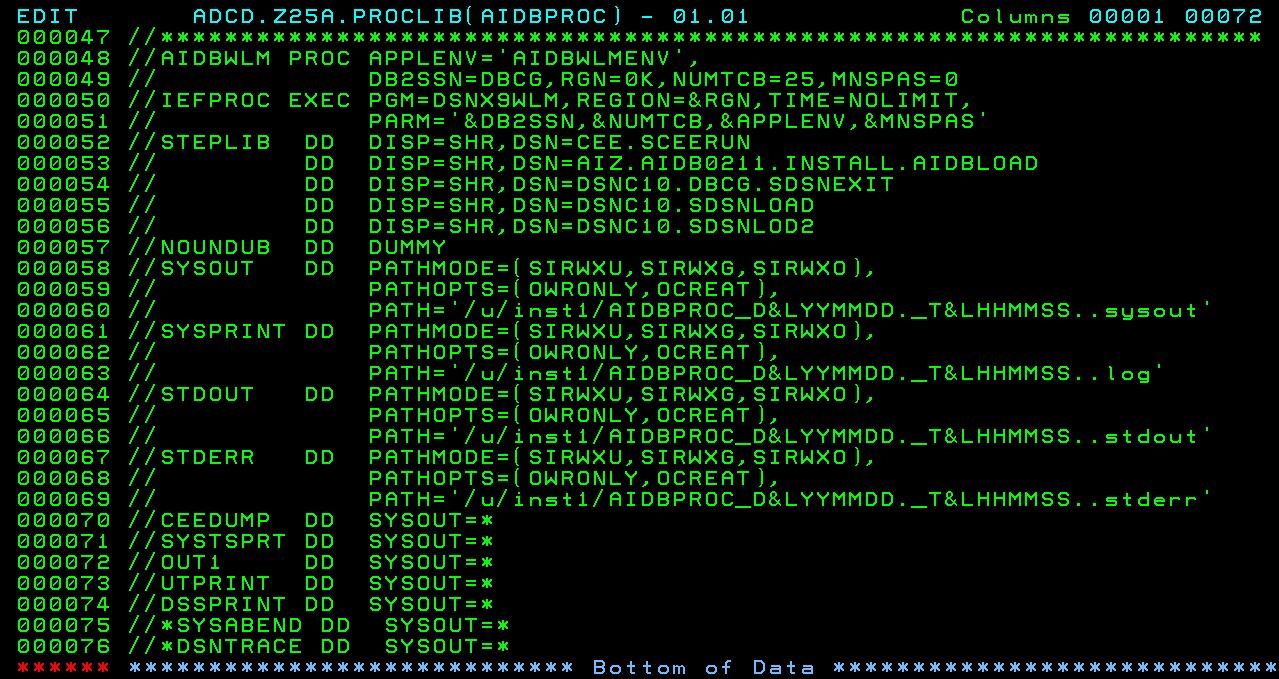 EDIT       ADCD.Z25A.PROCLIB(AIDBPROC) - 01.01             Columns 00001 00072
000047 //*********************************************************************
000048 //AIDBWLM PROC APPLENV='AIDBWLMENV',
000049 //             DB2SSN=DBCG,RGN=0K,NUMTCB=25,MNSPAS=0
000050 //IEFPROC EXEC PGM=DSNX9WLM,REGION=&RGN,TIME=NOLIMIT,
000051 //             PARM='&DB2SSN,&NUMTCB,&APPLENV,&MNSPAS'
000052 //STEPLIB  DD  DISP=SHR,DSN=CEE.SCEERUN
000053 //         DD  DISP=SHR,DSN=AIZ.AIDB0211.INSTALL.AIDBLOAD
000054 //         DD  DISP=SHR,DSN=DSNC10.DBCG.SDSNEXIT
000055 //         DD  DISP=SHR,DSN=DSNC10.SDSNLOAD
000056 //         DD  DISP=SHR,DSN=DSNC10.SDSNLOD2
000057 //NOUNDUB  DD  DUMMY
000058 //SYSOUT   DD  PATHMODE=(SIRWXU,SIRWXG,SIRWXO),
000059 //             PATHOPTS=(OWRONLY,OCREAT),
000060 //             PATH='/u/inst1/AIDBPROC_D&LYYMMDD._T&LHHMMSS..sysout'
000061 //SYSPRINT DD  PATHMODE=(SIRWXU,SIRWXG,SIRWXO),
000062 //             PATHOPTS=(OWRONLY,OCREAT),
000063 //             PATH='/u/inst1/AIDBPROC_D&LYYMMDD._T&LHHMMSS..log'
000064 //STDOUT   DD  PATHMODE=(SIRWXU,SIRWXG,SIRWXO),
000065 //             PATHOPTS=(OWRONLY,OCREAT),
000066 //             PATH='/u/inst1/AIDBPROC_D&LYYMMDD._T&LHHMMSS..stdout'
000067 //STDERR   DD  PATHMODE=(SIRWXU,SIRWXG,SIRWXO),
000068 //             PATHOPTS=(OWRONLY,OCREAT),
000069 //             PATH='/u/inst1/AIDBPROC_D&LYYMMDD._T&LHHMMSS..stderr'
000070 //CEEDUMP  DD  SYSOUT=*
000071 //SYSTSPRT DD  SYSOUT=*
000072 //OUT1     DD  SYSOUT=*
000073 //UTPRINT  DD  SYSOUT=*
000074 //DSSPRINT DD  SYSOUT=*
000075 //*SYSABEND DD  SYSOUT=*
000076 //*DSNTRACE DD  SYSOUT=*
****** **************************** Bottom of Data ****************************